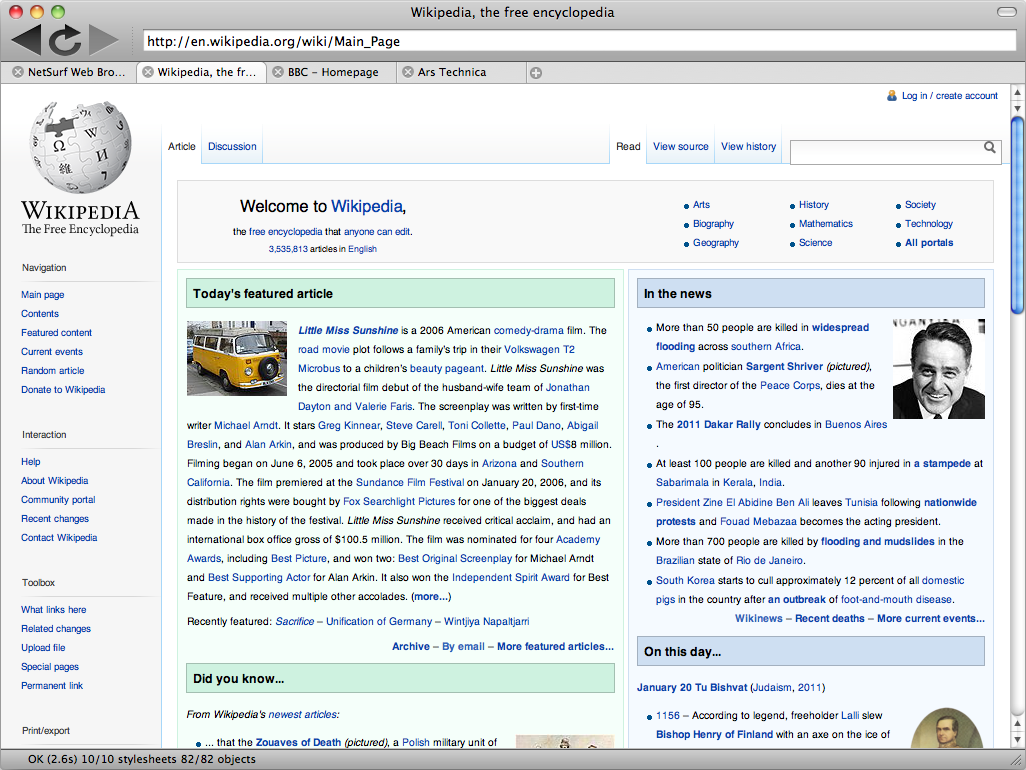 Wikipedia, the free encyclopedia
http://en.wikipedia.org/wiki/Main_Page
NetSurf Web Bro...
Wikipedia, the fr...
BBC – Homepage
Ars Technica
Log in / create account
Article
Discussion
Read
View source
View history
WIKIPEDIA
The Free Encyclopedia
Navigation
Main page
Contents
Featured content
Current events
Random article
Donate to Wikipedia
Interaction
Help
About Wikipedia
Community portal
Recent changes
Contact Wikipedia
Toolbox
What links here
Related changes
Upload file
Special pages
Permanent link
Print/export
Welcome to Wikipedia,
the free encyclopedia that anyone can edit.
3,535,813 articles in English
Arts
Biography
Geography
History
Mathematics
Science
Society
Technology
All portals
Today's featured article
Little Miss Sunshine is a 2006 American comedy-drama film. The
road movie plot follows a family's trip in their Volkswagen T2
Microbus to a children's beauty pageant. Little Miss Sunshine was
the directorial film debut of the husband-wife team of Jonathan
Dayton and Valerie Faris. The screenplay was written by first-time
writer Michael Arndt. It stars Greg Kinnear, Steve Carell, Toni Collette, Paul Dano, Abigail
Breslin, and Alan Arkin, and was produced by Big Beach Films on a budget of US$8 million.
Filming began on June 6, 2005 and took place over 30 days in Arizona and Southern
California. The film premiered at the Sundance Film Festival on January 20, 2006, and its
distribution rights were bought by Fox Searchlight Pictures for one of the biggest deals
made in the history of the festival. Little Miss Sunshine received critical acclaim, and had an
international box office gross of $100.5 million. The film was nominated for four Academy
Awards, including Best Picture, and won two: Best Original Screenplay for Michael Arndt
and Best Supporting Actor for Alan Arkin. It also won the Independent Spirit Award for Best
Feature, and received multiple other accolades. (more...)
Recently featured: Sacrifice – Unification of Germany – Wintjiya Napaltjarri
Archive – By email – More featured articles...
Did you know...
From Wikipedia's newest articles:
... that the Zouaves of Death (pictured), a Polish military unit of
In the news
More than 50 people are killed in widespread
flooding across southern Africa.
American politician Sargent Shriver (pictured),
the first director of the Peace Corps, dies at the
age of 95.
The 2011 Dakar Rally concludes in Buenos Aires
.
At least 100 people are killed and another 90 injured in a stampede at
Sabarimala in Kerala, India.
President Zine El Abidine Ben Ali leaves Tunisia following nationwide
protests and Fouad Mebazaa becomes the acting president.
More than 700 people are killed by flooding and mudslides in the
Brazilian state of Rio de Janeiro.
South Korea starts to cull approximately 12 percent of all domestic
pigs in the country after an outbreak of foot-and-mouth disease.
Wikinews – Recent deaths – More current events...
On this day...
January 20 Tu Bishvat (Judaism, 2011)
1156 – According to legend, freeholder Lalli slew
Bishop Henry of Finland with an axe on the ice of
OK (2.6s) 10/10 stylesheets 82/82 objects